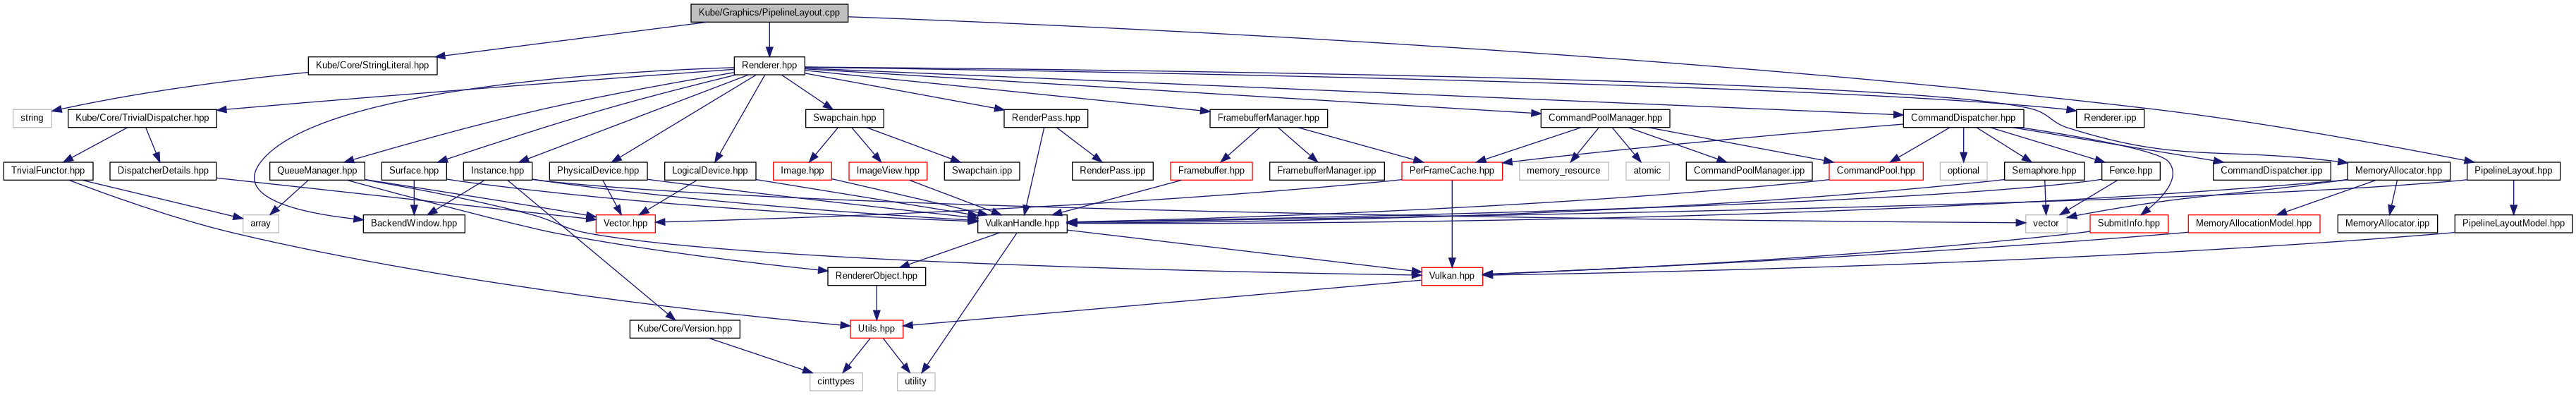 Kube/Graphics/PipelineLayout.cpp
Kube/Core/StringLiteral.hpp
Renderer.hpp
string
Kube/Core/TrivialDispatcher.hpp
Swapchain.hpp
RenderPass.hpp
FramebufferManager.hpp
CommandPoolManager.hpp
CommandDispatcher.hpp
Renderer.ipp
TrivialFunctor.hpp
DispatcherDetails.hpp
QueueManager.hpp
Surface.hpp
Instance.hpp
PhysicalDevice.hpp
LogicalDevice.hpp
Image.hpp
ImageView.hpp
Swapchain.ipp
RenderPass.ipp
Framebuffer.hpp
FramebufferManager.ipp
PerFrameCache.hpp
memory_resource
atomic
CommandPoolManager.ipp
CommandPool.hpp
optional
Semaphore.hpp
Fence.hpp
CommandDispatcher.ipp
MemoryAllocator.hpp
PipelineLayout.hpp
array
BackendWindow.hpp
Vector.hpp
VulkanHandle.hpp
vector
SubmitInfo.hpp
MemoryAllocationModel.hpp
MemoryAllocator.ipp
PipelineLayoutModel.hpp
RendererObject.hpp
Vulkan.hpp
Kube/Core/Version.hpp
Utils.hpp
cinttypes
utility